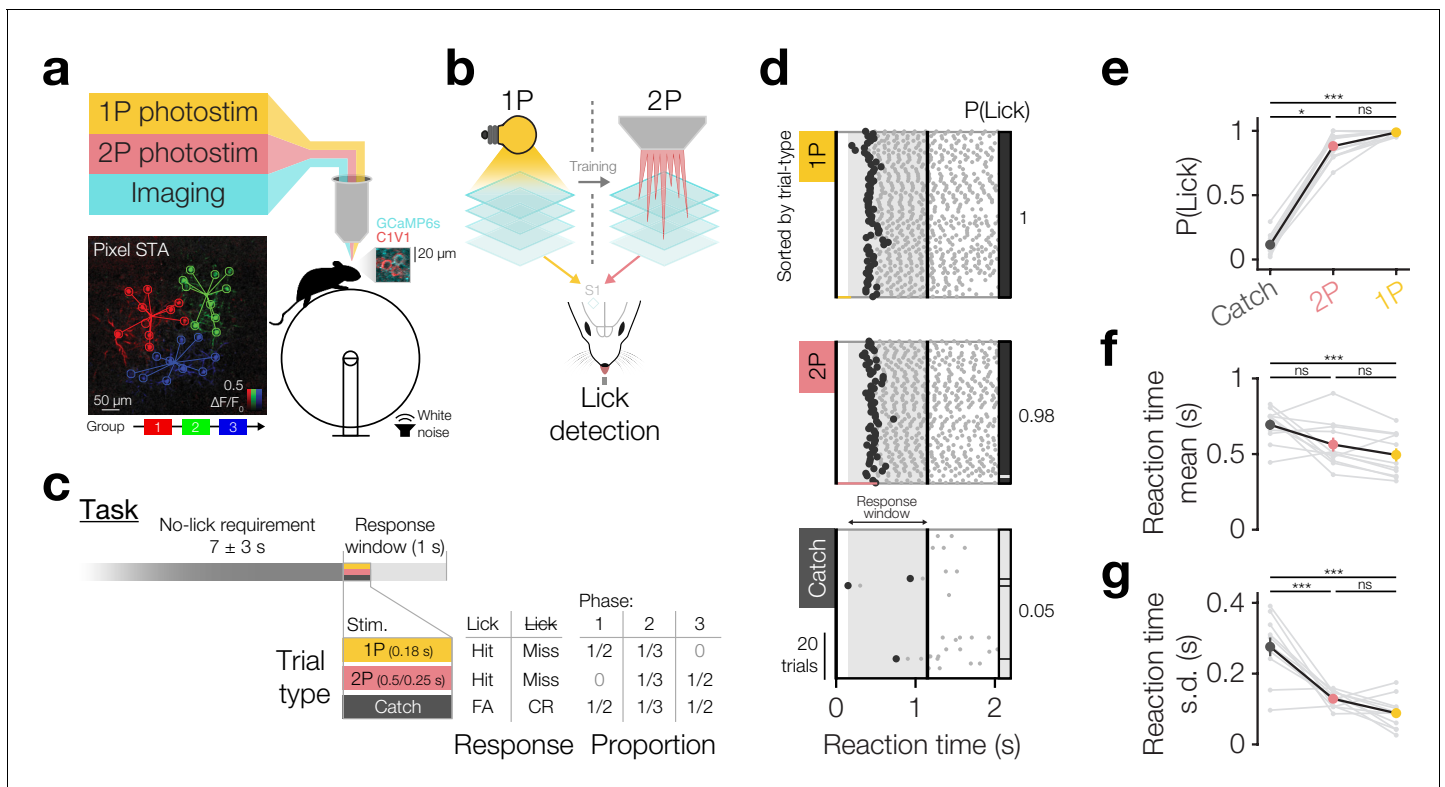 a
1P photostim
2P photostim
Imaging
GCaMP6s
C1V1
20 µm
Pixel STA
0.5
ΔF/F0
50 µm
Group 1 2 3
White
noise
b
1P 2P
Training
S1
Lick
detection
c
Task
No-lick requirement
7 ± 3 s
Response
window (1 s)
Stim.
Trial
type
Phase:
Lick Lick 1 2 3
1P (0.18 s) Hit Miss 1/2 1/3 0
2P (0.5/0.25 s) Hit Miss 0 1/3 1/2
Catch FA CR 1/2 1/3 1/2
Response Proportion
d
P(Lick)
Sorted by trial-type
1P
1
2P
0.98
Response
window
Catch
0.05
20
trials
0 1 2
Reaction time (s)
e
***
* ns
1
0.5
0
P(Lick)
Catch 2P 1P
f
***
ns ns
1
0.5
0
Reaction time
mean (s)
g
***
*** ns
0.4
0.2
0
Reaction time
s.d. (s)